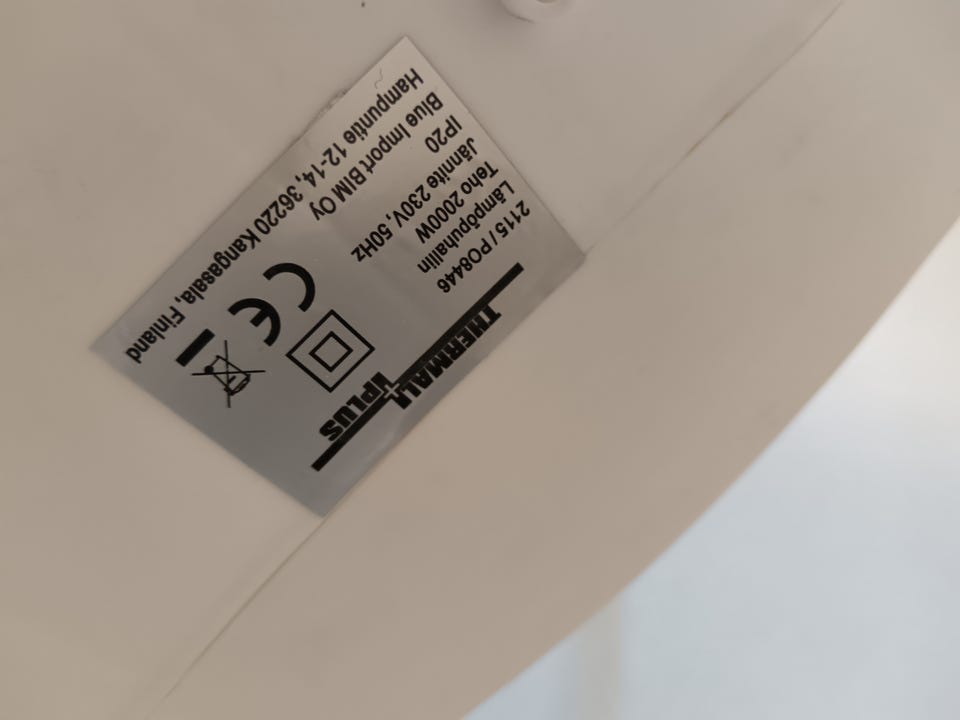 THERMAL+PLUS
2115 / PO8446
Lämpöpuhallin
Teho 2000W
Jännite 230V, 50Hz
IP20
Blue Import BIM Oy
Hampuntie 12-14, 36220 Kangasala, Finland
CE